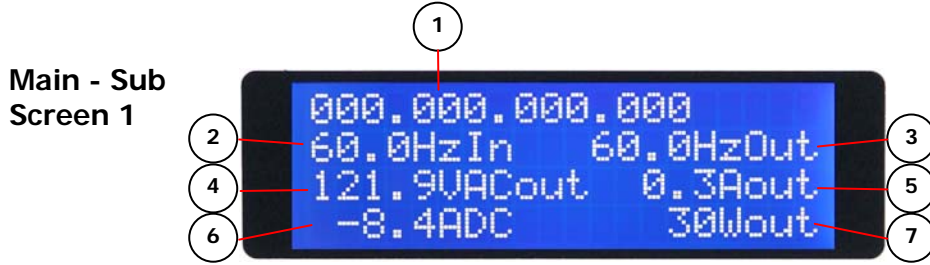 1
Main - Sub
Screen 1
000.000.000.000
2
60.0HzIn 60.0HzOut
3
4
121.9VACout 0.3Aout
5
6
-8.4ADC 30Wout
7